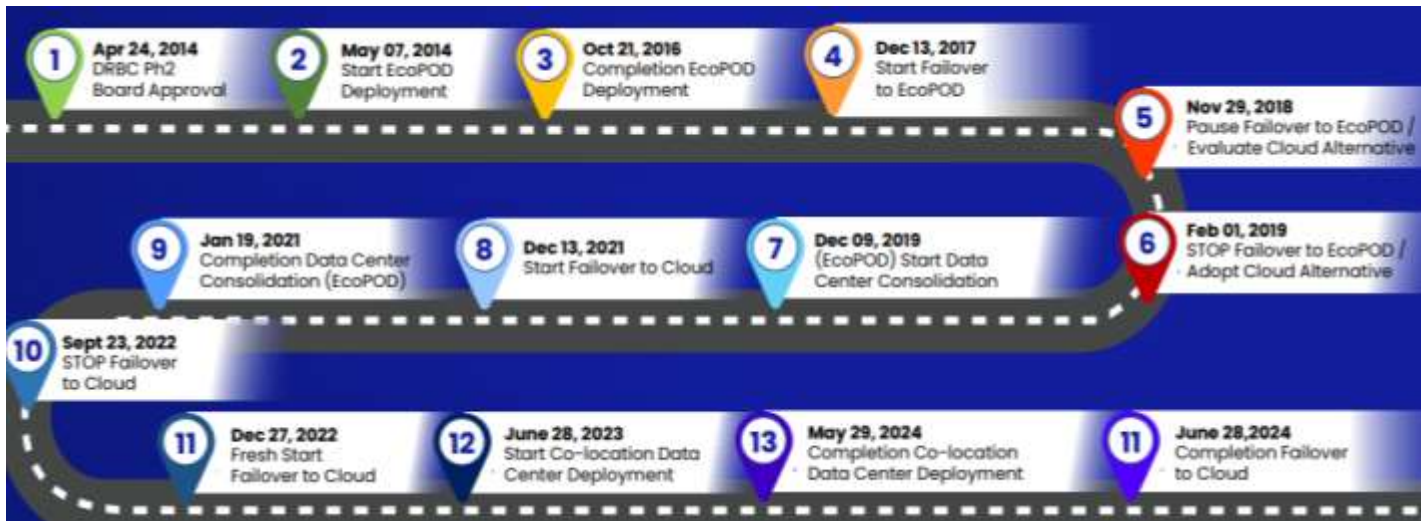 1
Apr 24, 2014
DRBC Ph2
Board Approval
2
May 07, 2014
Start EcoPOD
Deployment
3
Oct 21, 2016
Completion EcoPOD
Deployment
4
Dec 13, 2017
Start Failover
to EcoPOD
5
Nov 29, 2018
Pause Failover to EcoPOD /
Evaluate Cloud Alternative
6
Feb 01, 2019
STOP Failover to EcoPOD /
Adopt Cloud Alternative
7
Dec 09, 2019
(EcoPOD) Start Data
Center Consolidation
8
Dec 13, 2021
Start Failover to Cloud
9
Jan 19, 2021
Completion Data Center
Consolidation (EcoPOD)
10
Sept 23, 2022
STOP Failover
to Cloud
11
Dec 27, 2022
Fresh Start
Failover to Cloud
12
June 28, 2023
Start Co-location Data
Center Deployment
13
May 29, 2024
Completion Co-location
Data Center Deployment
11
June 28,2024
Completion Failover
to Cloud